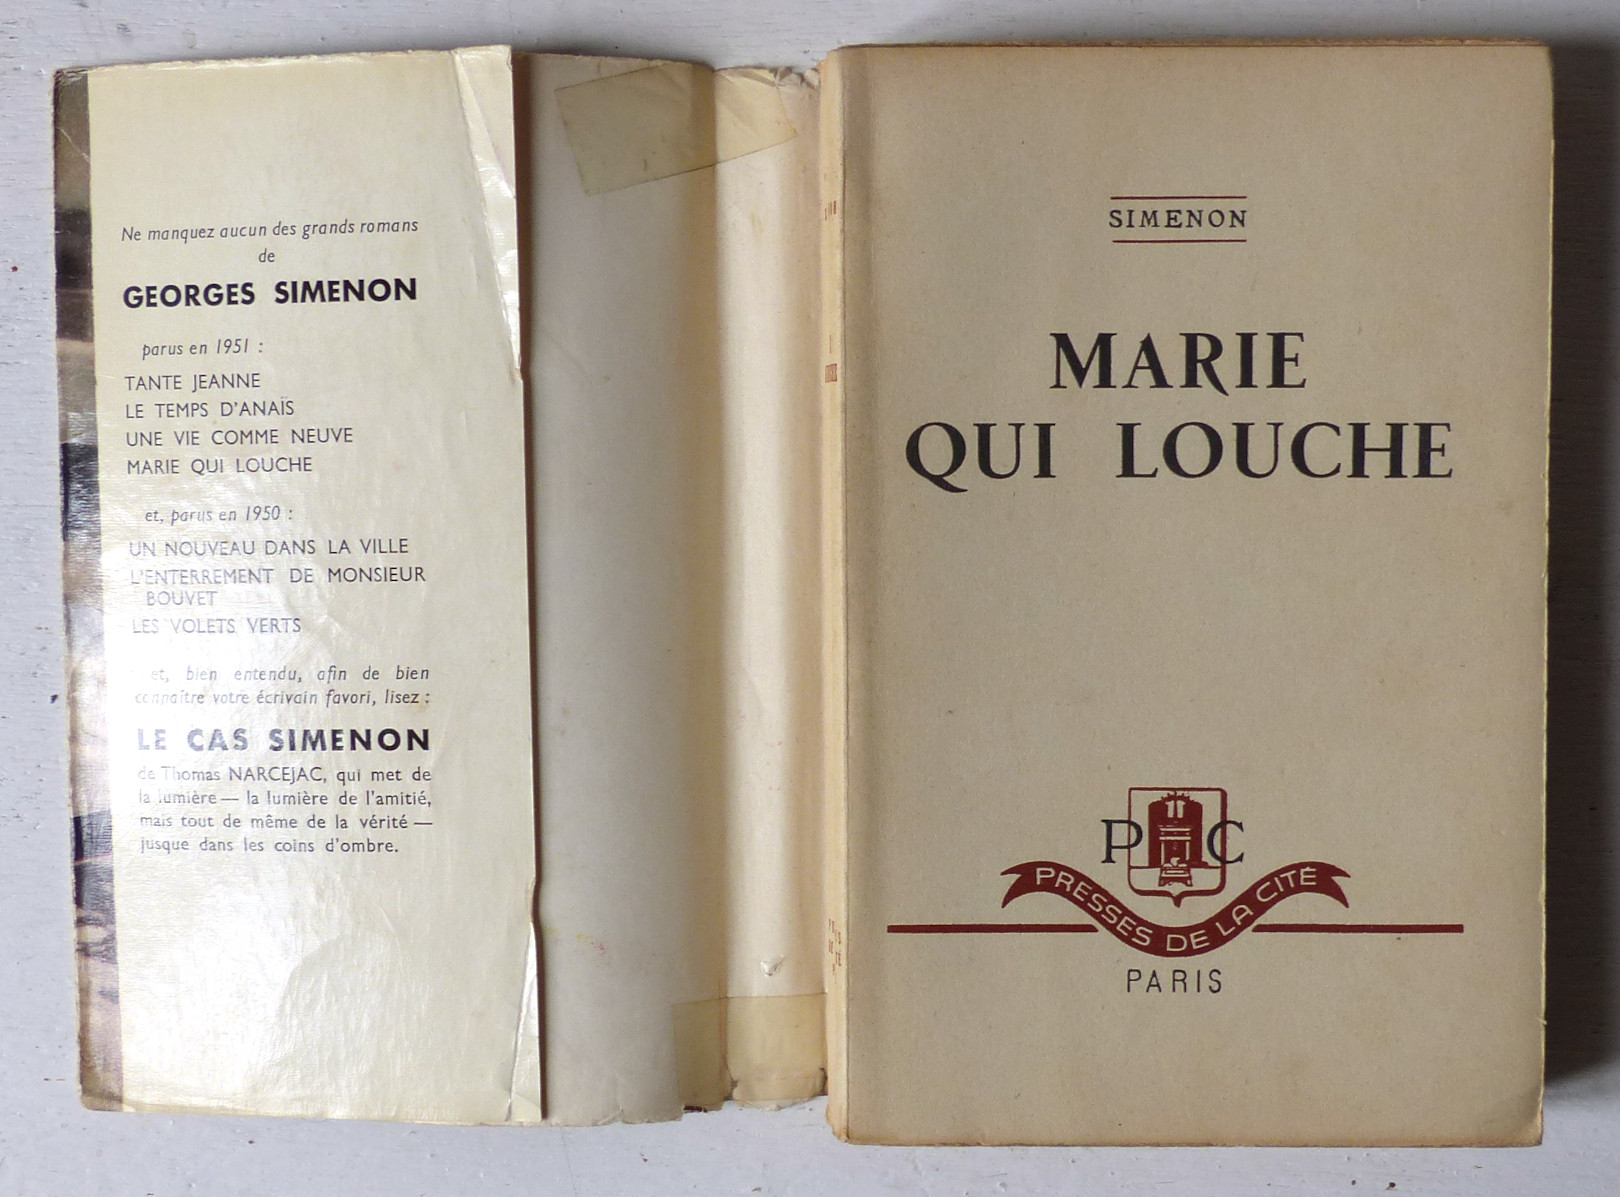 Ne manquez aucun des grands romans
de
GEORGES SIMENON
parus en 1951 :
TANTE JEANNE
LE TEMPS D'ANAÏS
UNE VIE COMME NEUVE
MARIE QUI LOUCHE
et, parus en 1950 :
UN NOUVEAU DANS LA VILLE
L'ENTERREMENT DE MONSIEUR
BOUVET
LES VOLETS VERTS
et, bien entendu, afin de bien
connaître votre écrivain favori, lisez :
LE CAS SIMENON
de Thomas NARCEJAC, qui met de
la lumière — la lumière de l'amitié,
mais tout de même de la vérité —
jusque dans les coins d'ombre.
SIMENON
MARIE
QUI LOUCHE
P C
PRESSES DE LA CITÉ
PARIS